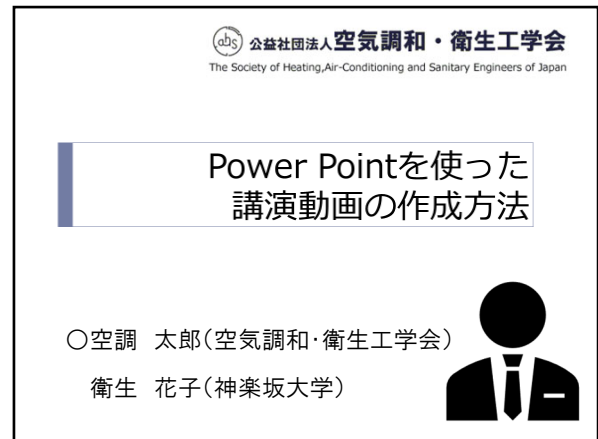 abs 公益社団法人空気調和・衛生工学会
The Society of Heating,Air-Conditioning and Sanitary Engineers of Japan
Power Pointを使った
講演動画の作成方法
〇空調 太郎(空気調和・衛生工学会)
衛生 花子(神楽坂大学)